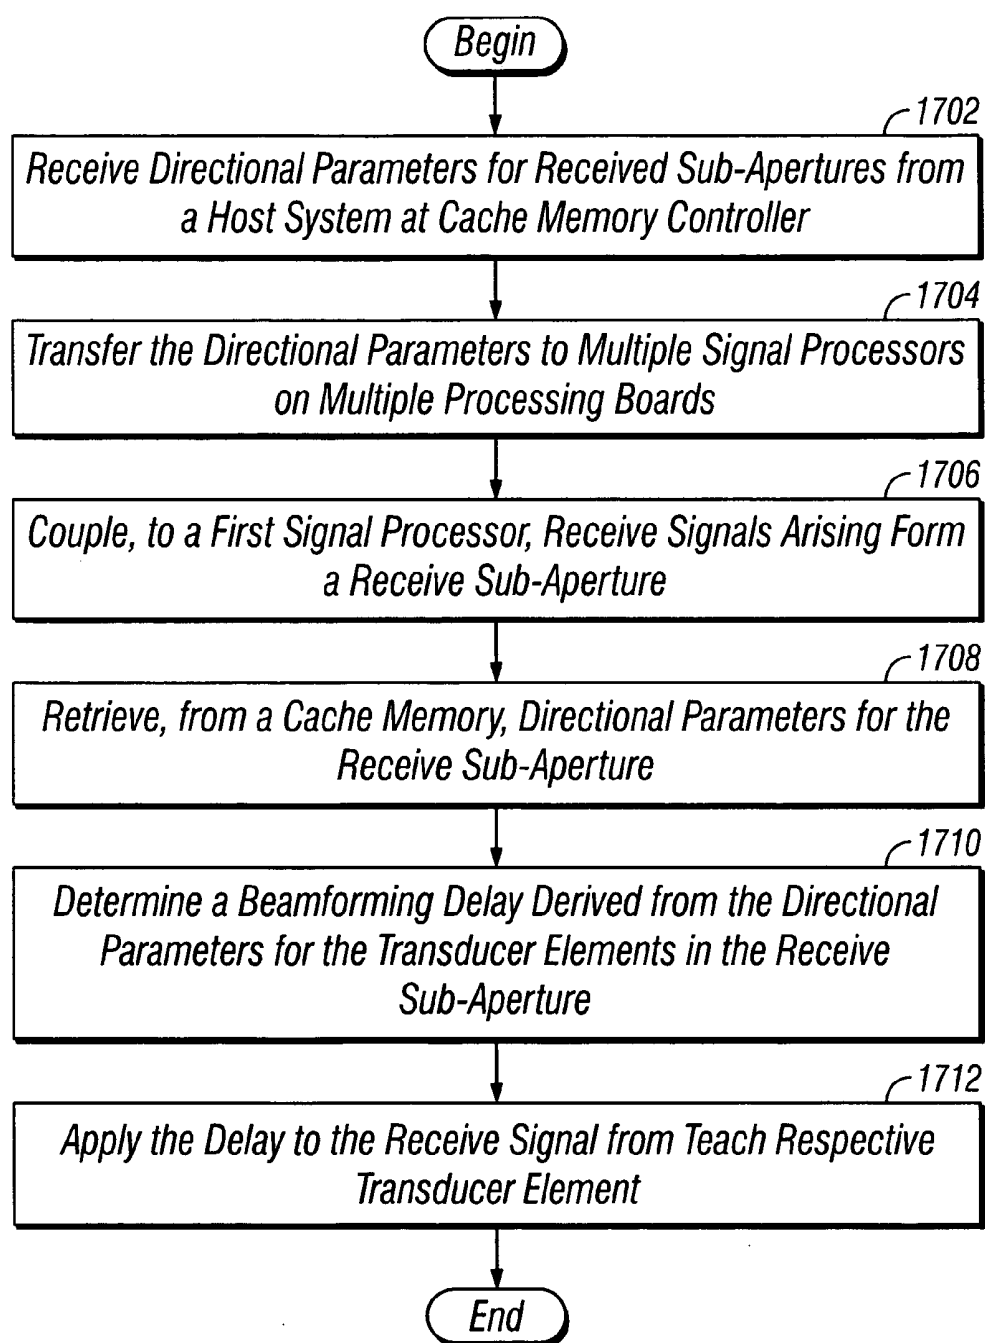 Begin
1702
Receive Directional Parameters for Received Sub-Apertures from
a Host System at Cache Memory Controller
1704
Transfer the Directional Parameters to Multiple Signal Processors
on Multiple Processing Boards
1706
Couple, to a First Signal Processor, Receive Signals Arising Form
a Receive Sub-Aperture
1708
Retrieve, from a Cache Memory, Directional Parameters for the
Receive Sub-Aperture
1710
Determine a Beamforming Delay Derived from the Directional
Parameters for the Transducer Elements in the Receive
Sub-Aperture
1712
Apply the Delay to the Receive Signal from Teach Respective
Transducer Element
End